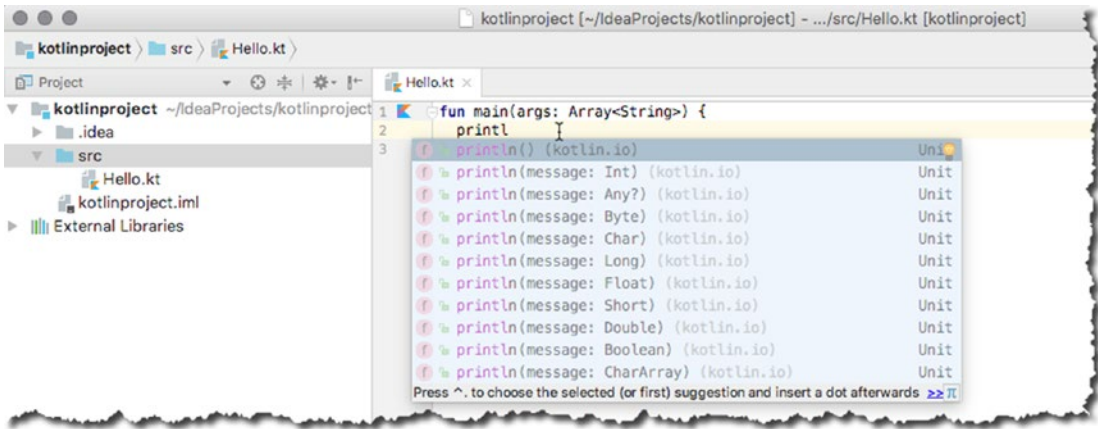 kotlinproject [~/IdeaProjects/kotlinproject] - .../src/Hello.kt [kotlinproject]
kotlinproject src Hello.kt
Project
Hello.kt
kotlinproject ~/IdeaProjects/kotlinproject
.idea
src
Hello.kt
kotlinproject.iml
External Libraries
1 fun main(args: Array<String>) {
2 printl
3
println() (kotlin.io) Unit
println(message: Int) (kotlin.io) Unit
println(message: Any?) (kotlin.io) Unit
println(message: Byte) (kotlin.io) Unit
println(message: Char) (kotlin.io) Unit
println(message: Long) (kotlin.io) Unit
println(message: Float) (kotlin.io) Unit
println(message: Short) (kotlin.io) Unit
println(message: Double) (kotlin.io) Unit
println(message: Boolean) (kotlin.io) Unit
println(message: CharArray) (kotlin.io) Unit
Press ^. to choose the selected (or first) suggestion and insert a dot afterwards >> π